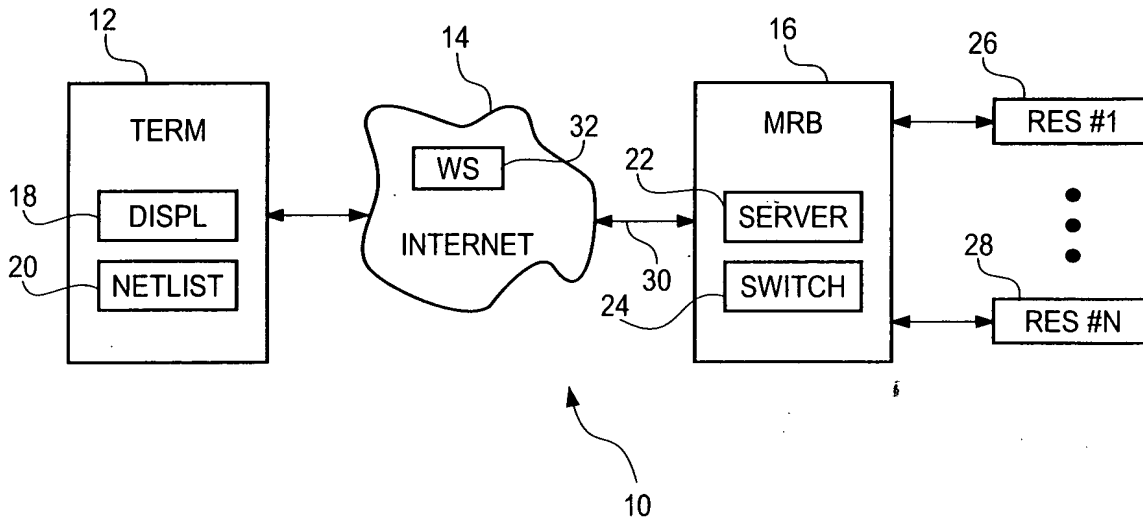 12
14
16
26
TERM
MRB
RES #1
32
WS
18
DISPL
22
SERVER
INTERNET
20
NETLIST
30
24
SWITCH
28
RES #N
10